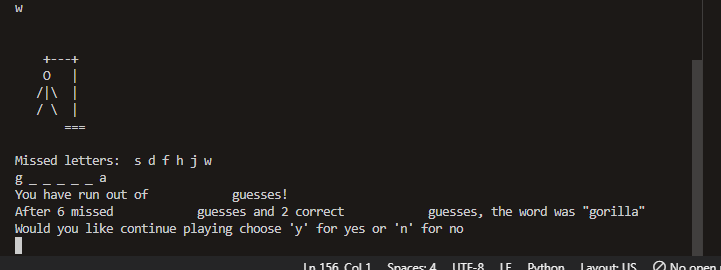 w
+---+
O |
/|\ |
/ \ |
===
Missed letters: s d f h j w
g _ _ _ _ _ a
You have run out of guesses!
After 6 missed guesses and 2 correct guesses, the word was "gorilla"
Would you like continue playing choose 'y' for yes or 'n' for no
Ln 156, Col 1 Spaces: 4 UTF-8 LF Python Layout: US No open